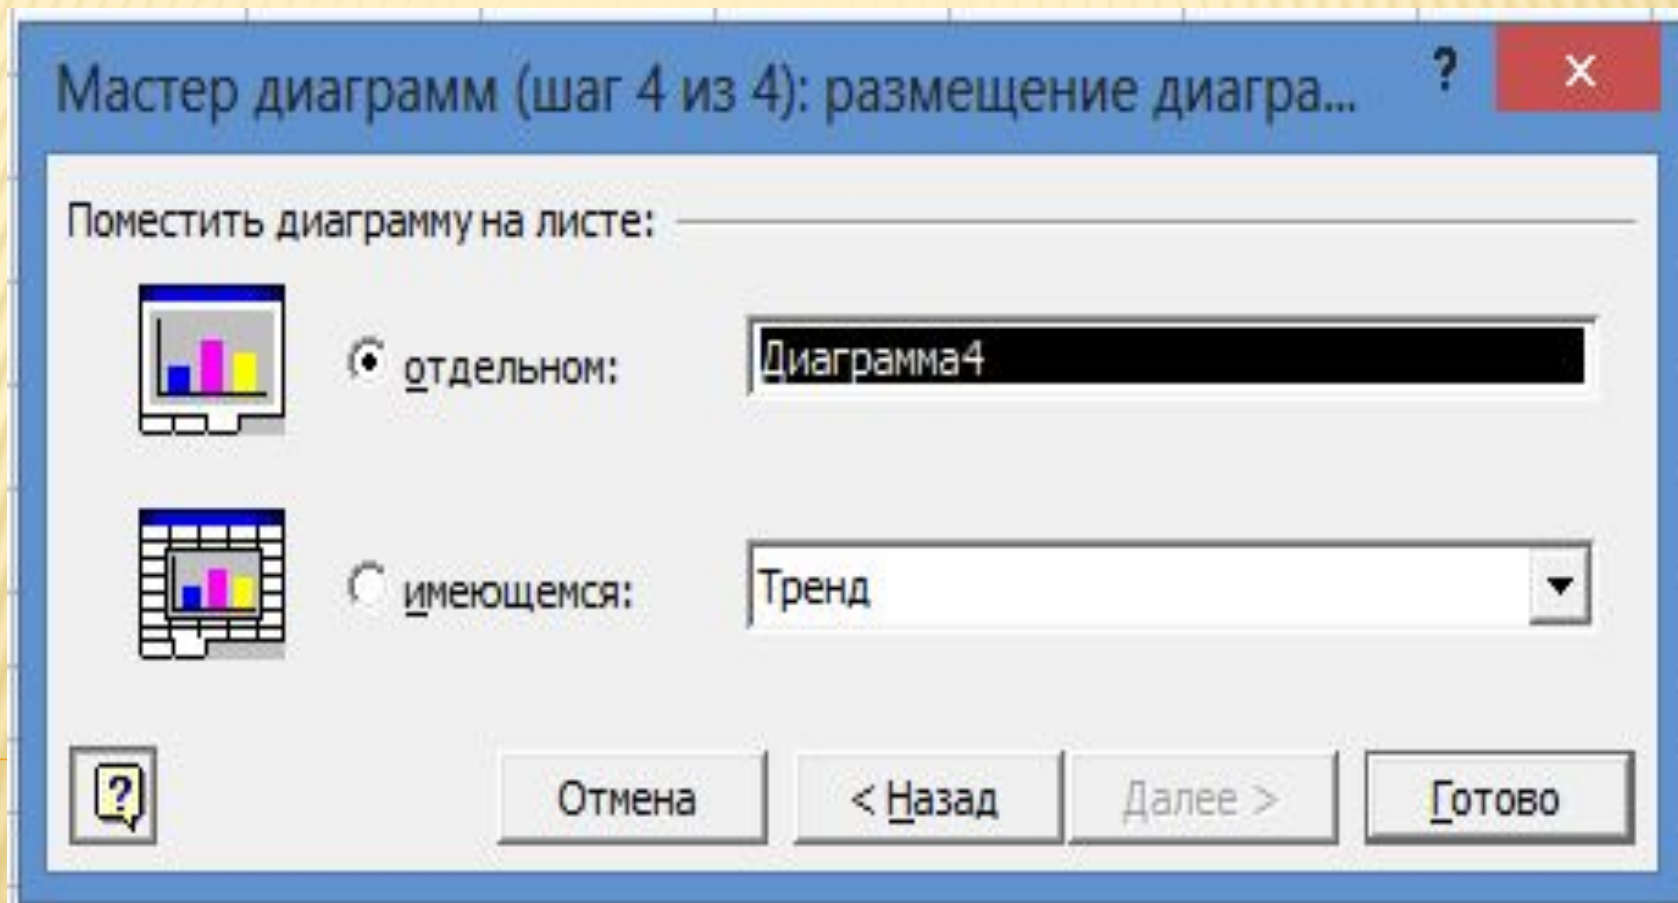 Мастер диаграмм (шаг 4 из 4): размещение диагра... ?
Поместить диаграмму на листе:
отдельном: Диаграмма4
имеющемся: Тренд
? Отмена < Назад Далее > Готово